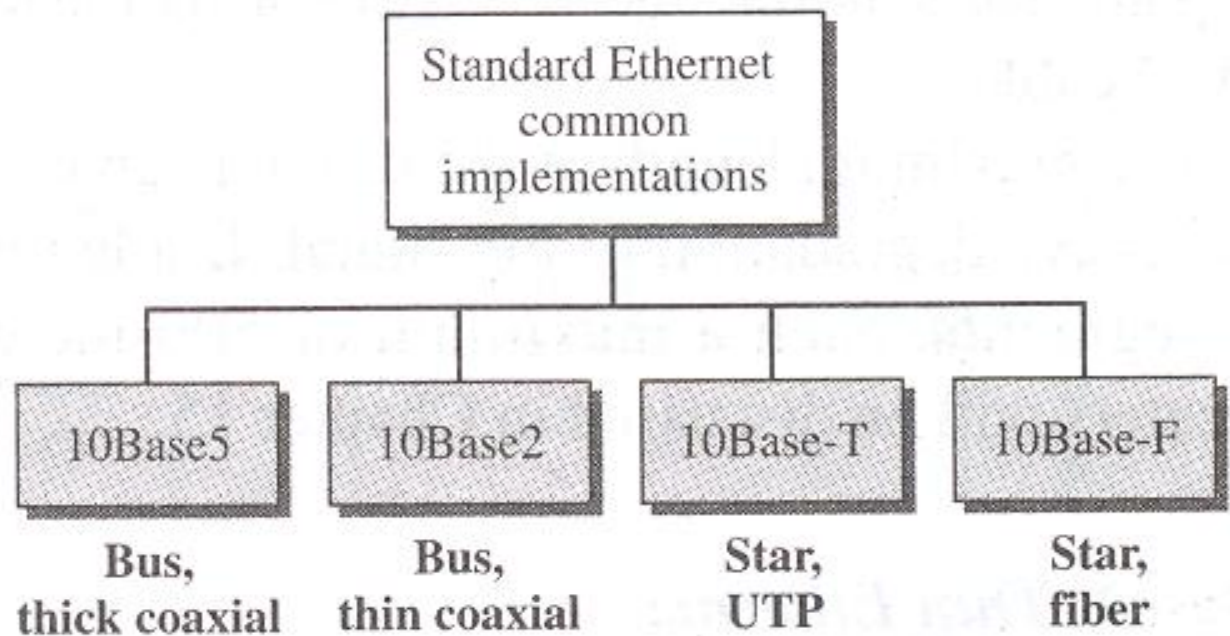 Standard Ethernet
common
implementations
10Base5
10Base2
10Base-T
10Base-F
Bus,
thick coaxial
Bus,
thin coaxial
Star,
UTP
Star,
fiber